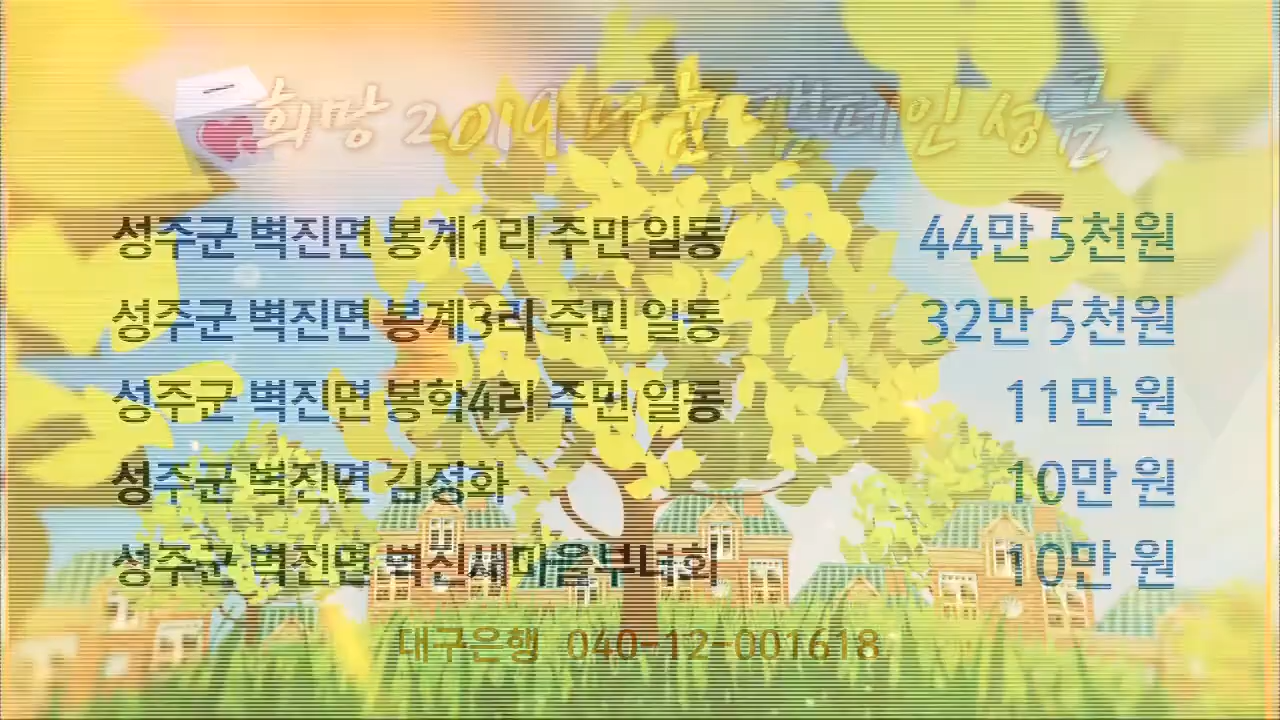 희망 2019 나눔 캠페인 성금
성주군 벽진면 봉계1리 주민 일동 44만 5천원
성주군 벽진면 봉계3리 주민 일동 32만 5천원
성주군 벽진면 봉학4리 주민 일동 11만 원
성주군 벽진면 김성화 10만 원
성주군 벽진면 벽진새마을부녀회 10만 원
대구은행 040-12-001618